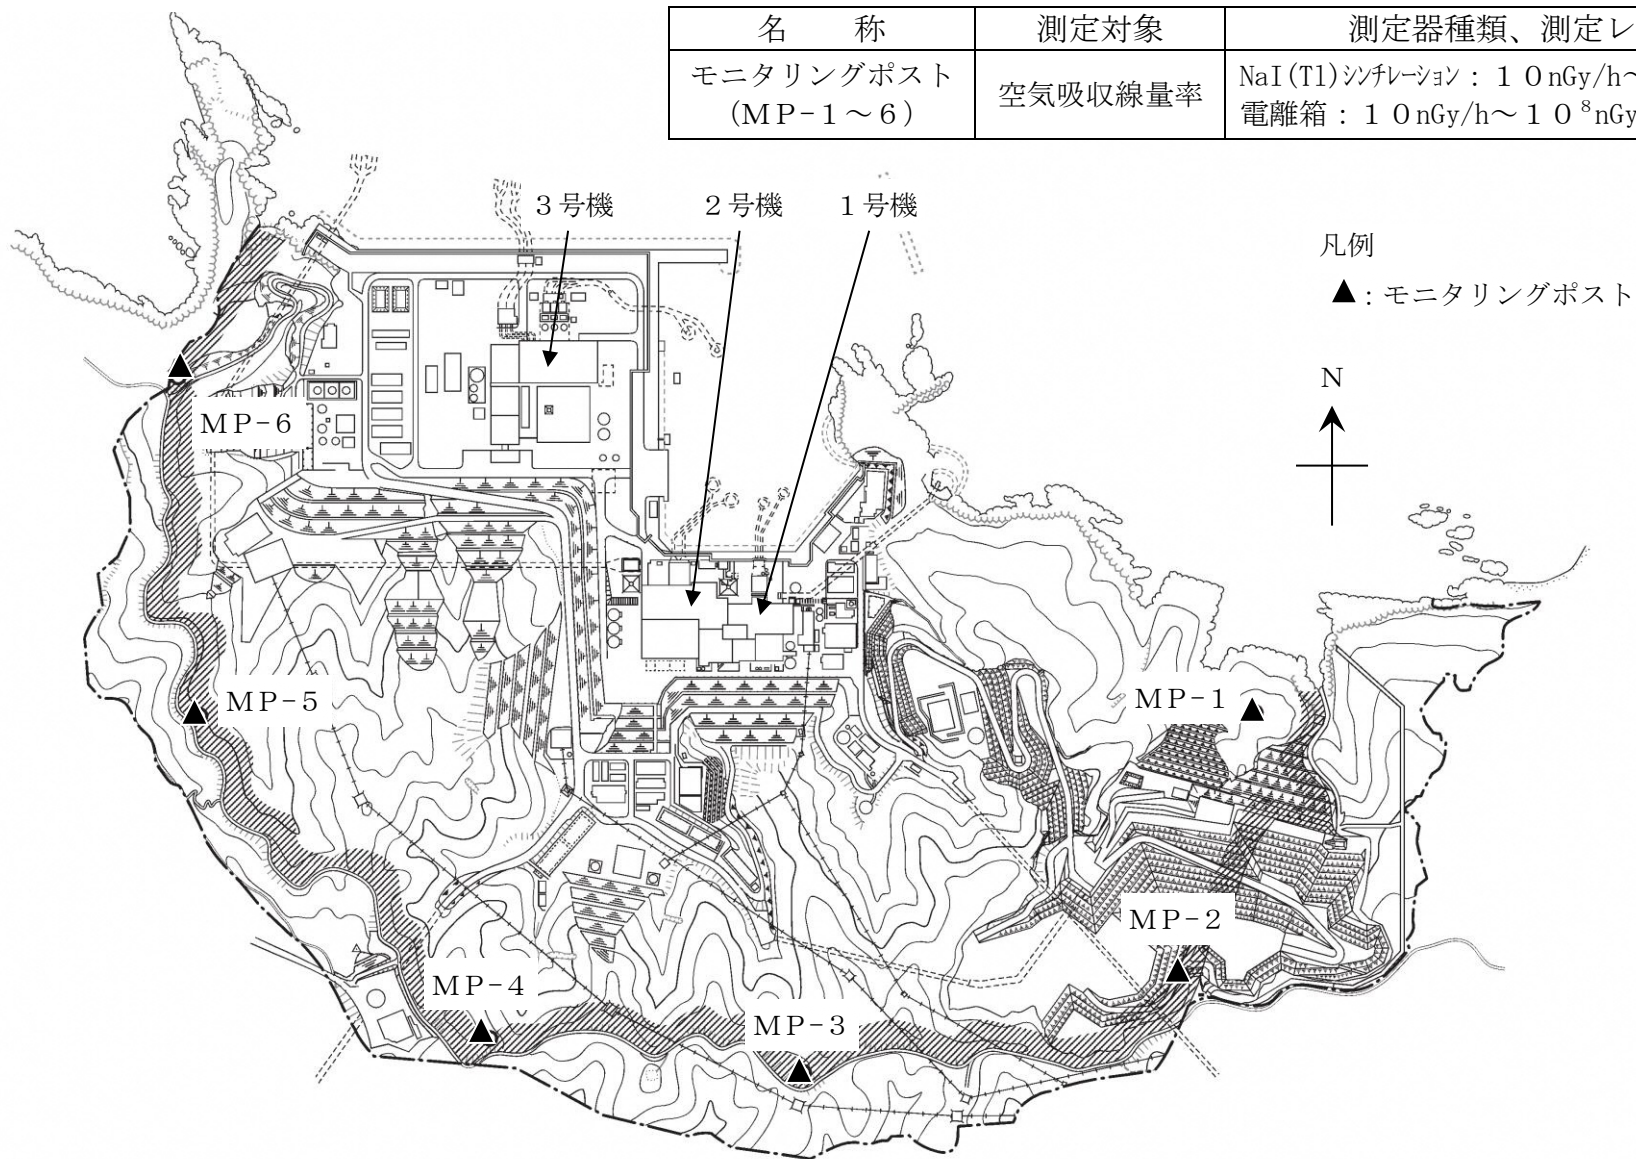 名　　称
測定対象
測定器種類、測定レ
モニタリングポスト
(ＭＰ-１～６)
空気吸収線量率
NaI(Tl)ｼﾝﾁﾚｰｼｮﾝ：１０nGy/h～
電離箱：１０nGy/h～１０⁸nGy
３号機
２号機
１号機
凡例
▲：モニタリングポスト
N
ＭＰ-６
ＭＰ-５
ＭＰ-１
ＭＰ-２
ＭＰ-４
ＭＰ-３